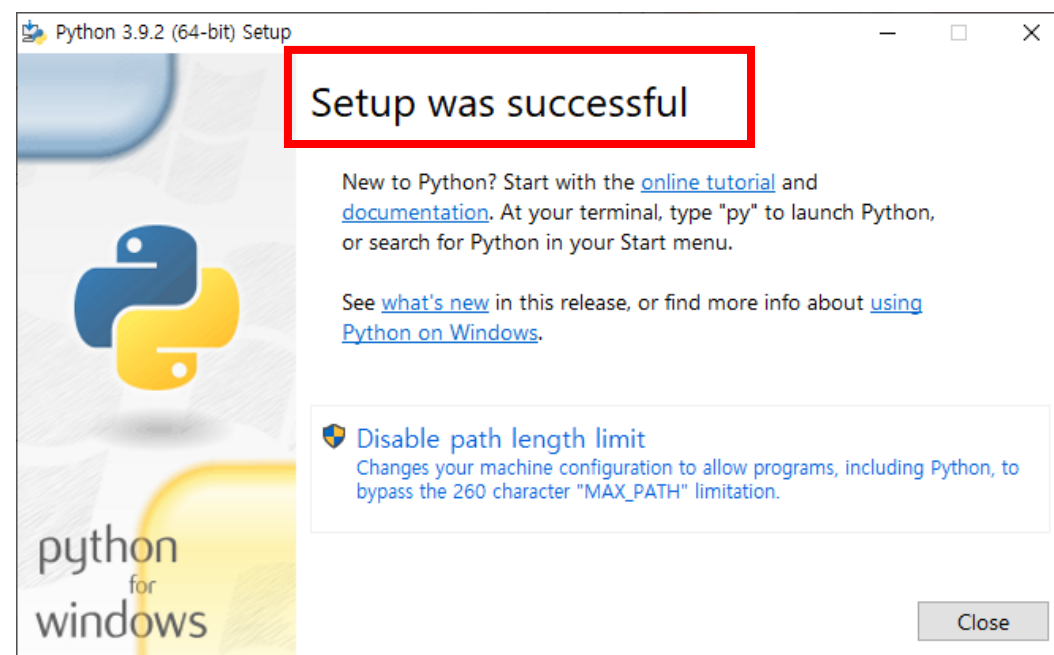 Python 3.9.2 (64-bit) Setup
Setup was successful
New to Python? Start with the online tutorial and
documentation. At your terminal, type "py" to launch Python,
or search for Python in your Start menu.
See what's new in this release, or find more info about using
Python on Windows.
Disable path length limit
Changes your machine configuration to allow programs, including Python, to
bypass the 260 character "MAX_PATH" limitation.
python
for
windows
Close